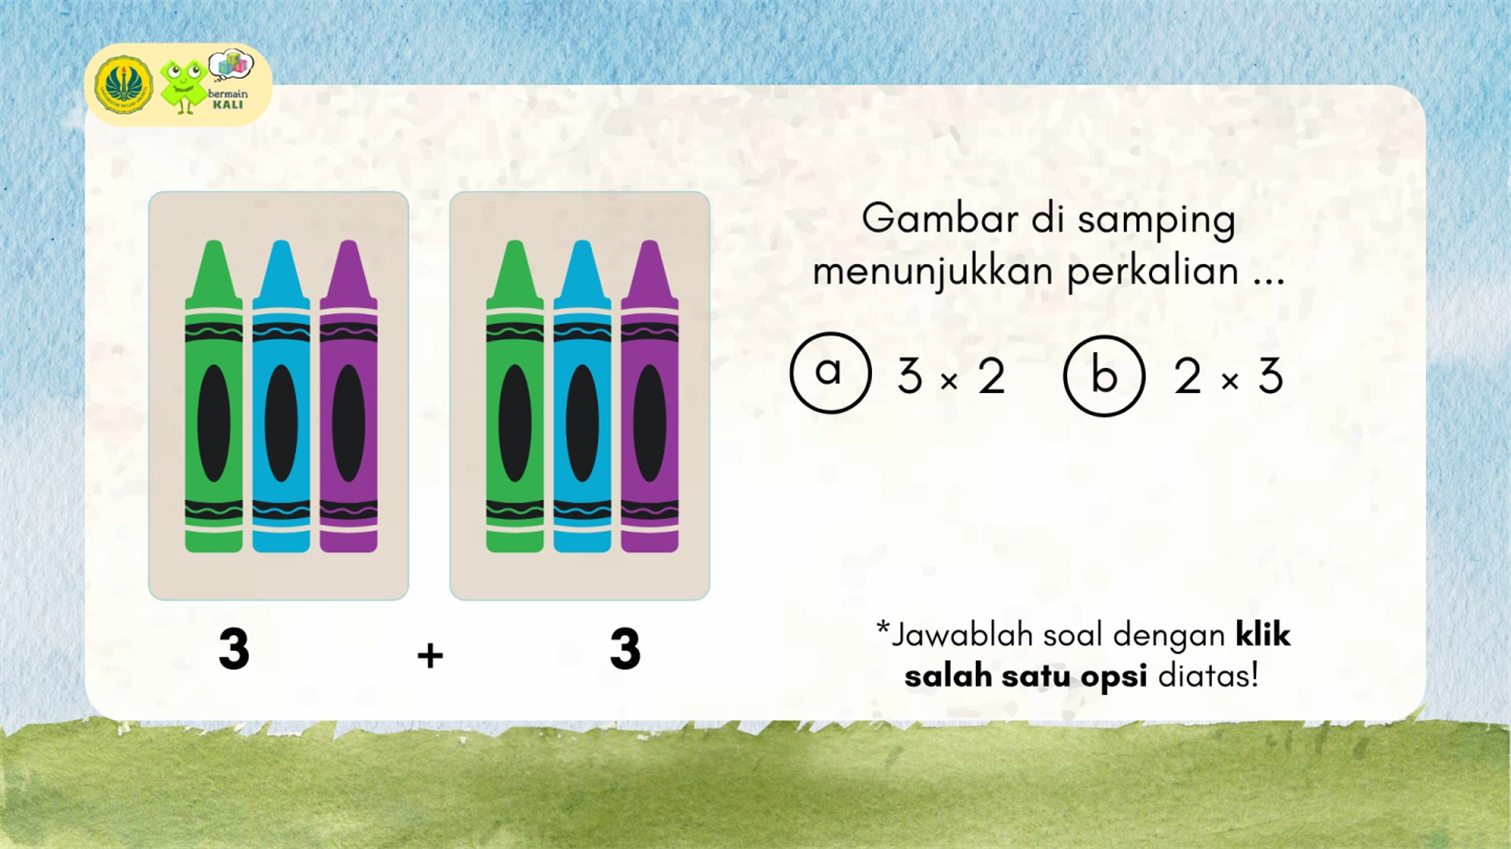 bermain
KALI
Gambar di samping
menunjukkan perkalian ...
a 3 × 2 b 2 × 3
3 + 3
*Jawablah soal dengan klik
salah satu opsi diatas!